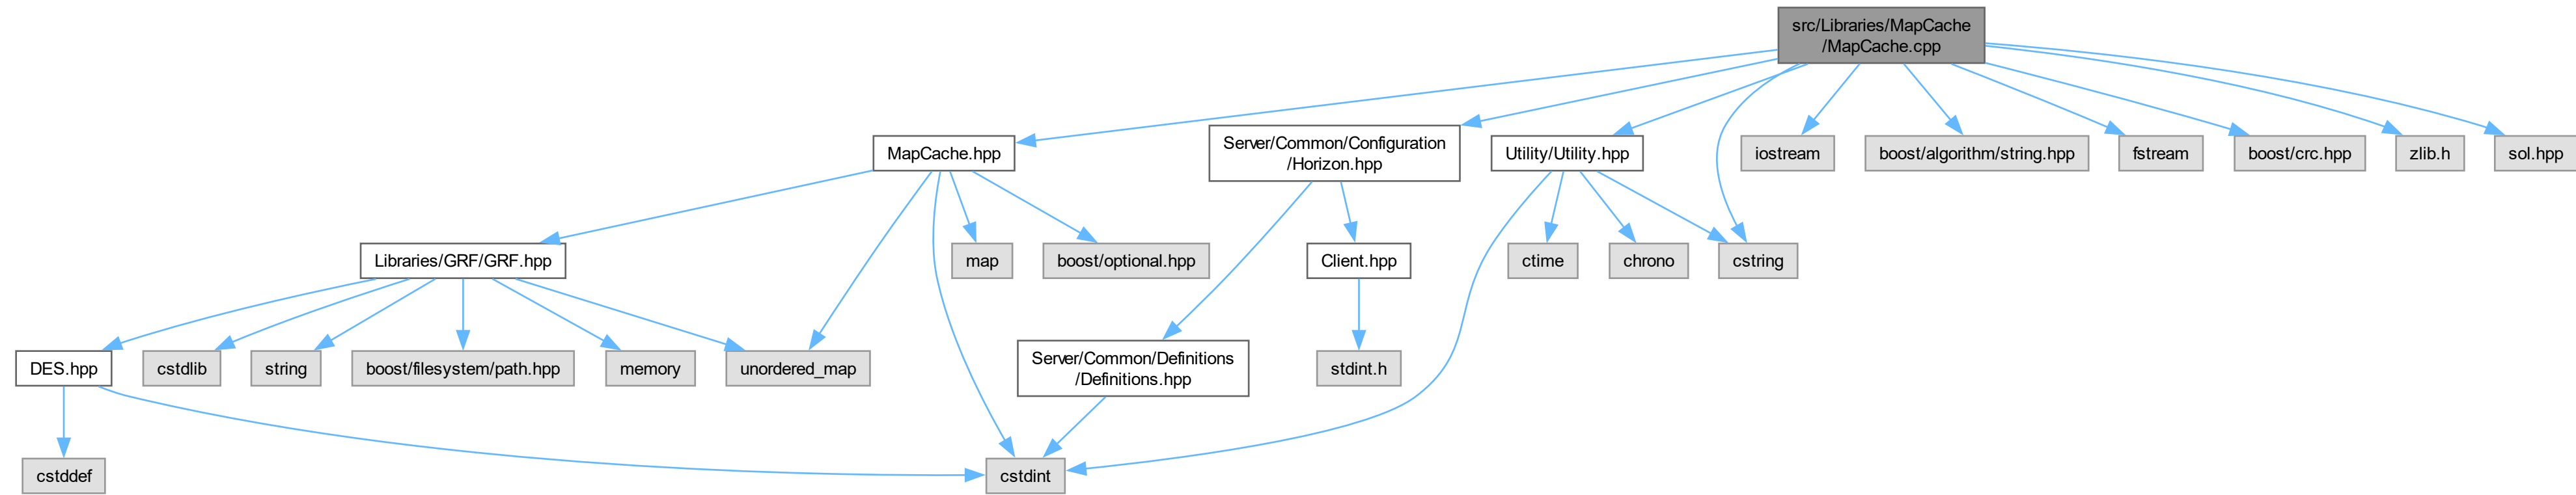 src/Libraries/MapCache
/MapCache.cpp
MapCache.hpp
Server/Common/Configuration
/Horizon.hpp
Utility/Utility.hpp
iostream
boost/algorithm/string.hpp
fstream
boost/crc.hpp
zlib.h
sol.hpp
Libraries/GRF/GRF.hpp
map
boost/optional.hpp
Client.hpp
ctime
chrono
cstring
DES.hpp
cstdlib
string
boost/filesystem/path.hpp
memory
unordered_map
Server/Common/Definitions
/Definitions.hpp
stdint.h
cstddef
cstdint